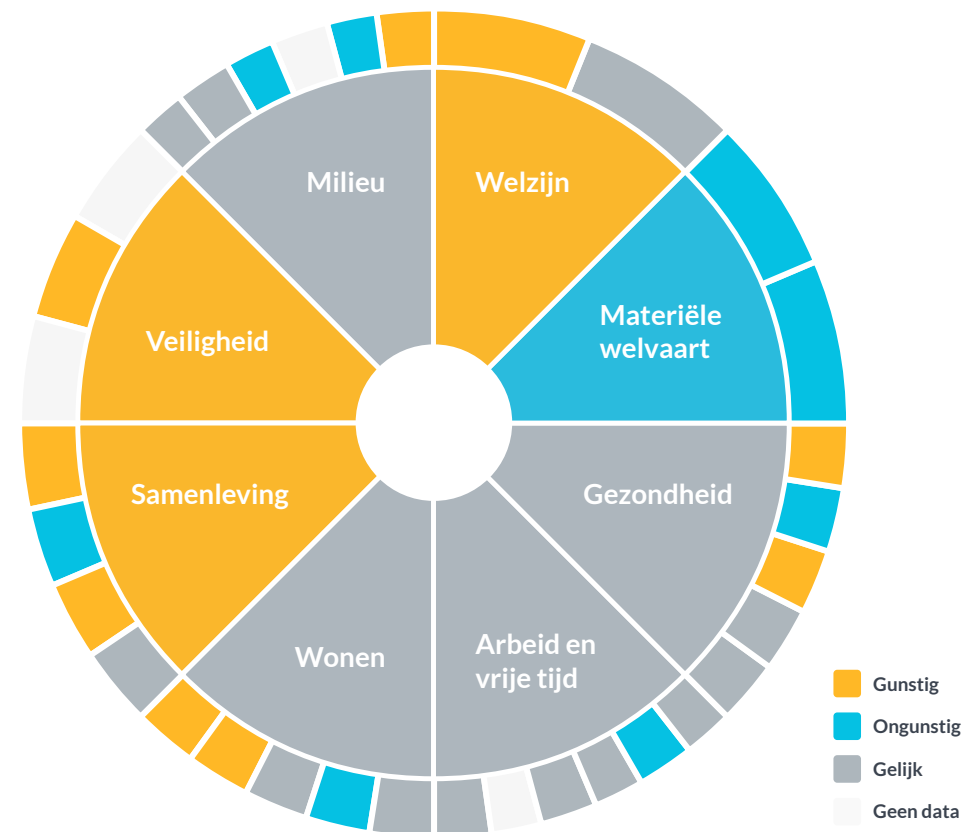 Milieu
Welzijn
Materiële
welvaart
Veiligheid
Samenleving
Gezondheid
Wonen
Arbeid en
vrije tijd
Gunstig
Ongunstig
Gelijk
Geen data